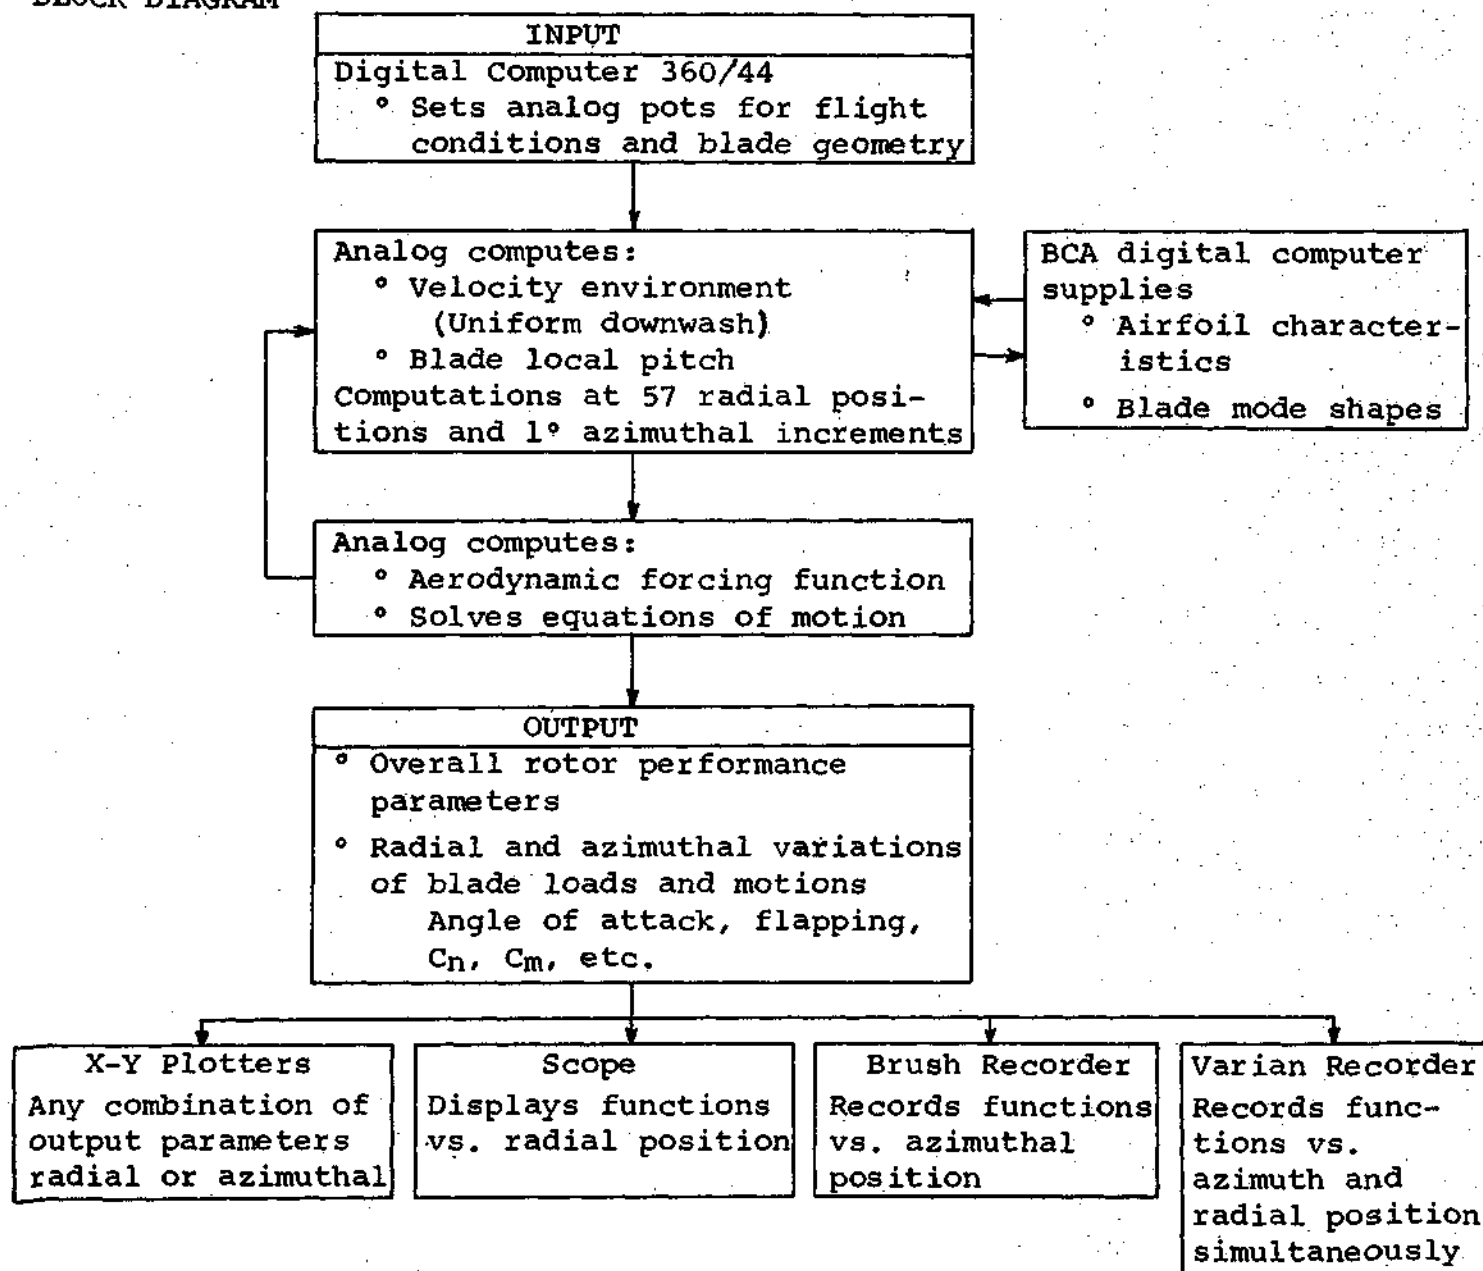 BLOCK DIAGRAM
INPUT
Digital Computer 360/44
° Sets analog pots for flight
conditions and blade geometry
Analog computes:
° Velocity environment
(Uniform downwash)
° Blade local pitch
Computations at 57 radial posi-
tions and 1° azimuthal increments
BCA digital computer
supplies
° Airfoil character-
istics
° Blade mode shapes
Analog computes:
° Aerodynamic forcing function
° Solves equations of motion
OUTPUT
° Overall rotor performance
parameters
° Radial and azimuthal variations
of blade loads and motions
Angle of attack, flapping,
Cn, Cm, etc.
X-Y Plotters
Any combination of
output parameters
radial or azimuthal
Scope
Displays functions
vs. radial position
Brush Recorder
Records functions
vs. azimuthal
position
Varian Recorder
Records func-
tions vs.
azimuth and
radial position
simultaneously